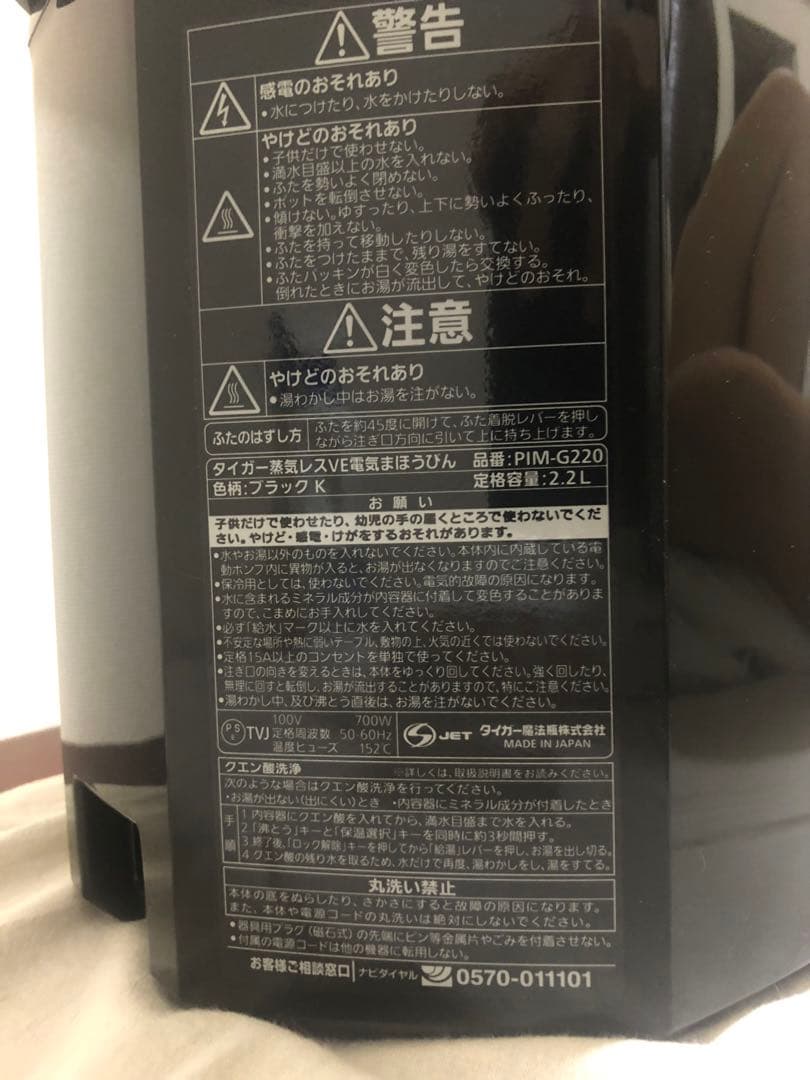 警告
感電のおそれあり
•水につけたり、水をかけたりしない。
やけどのおそれあり
•子供だけで使わせない。
•満水目盛以上の水を入れない。
•ふたを勢いよく閉めない。
•ポットを転倒させない。
•傾けない。ゆすったり、上下に勢いよくふったり、
衝撃を加えない。
•ふたを持って移動したりしない。
•ふたをつけたままで、残り湯をすてない。
•ふたパッキンが白く変色したら交換する。
倒れたときにお湯が流出して、やけどのおそれ。
注意
やけどのおそれあり
•湯わかし中はお湯を注がない。
ふたのはずし方 ふたを約45度に開けて、ふた着脱レバーを押し
ながら注ぎ口方向に引いて上に持ち上げます。
タイガー蒸気レスVE電気まほうびん 品番:PIM-G220
色柄:ブラック K 定格容量:2.2L
お願い
子供だけで使わせたり、幼児の手の届くところで使わないでくだ
さい。やけど・感電・けがをするおそれがあります。
•水やお湯以外のものを入れないでください。本体内に内蔵している電
動ポンプ内に異物が入ると、お湯が出なくなりますのでご注意ください。
•保冷用としては、使わないでください。電気的故障の原因になります。
•水に含まれるミネラル成分が内容器に付着して変色することがありま
すので、こまめにお手入れしてください。
•必ず「給水」マーク以上に水を入れてください。
•不安定な場所や熱に弱いテーブル、敷物の上、火気の近くでは使わないでください。
•定格15A以上のコンセントを単独で使ってください。
•注ぎ口の向きを変えるときは、本体をゆっくり回してください。強く回したり、
無理に回すと転倒し、お湯が流出することがありますので、特にご注意ください。
•湯わかし中、及び沸とう直後は、お湯を注がないでください。
PSE TVJ 100V 700W
定格周波数 50-60Hz
温度ヒューズ 152℃
S JET タイガー魔法瓶株式会社
MADE IN JAPAN
クエン酸洗浄 ※詳しくは、取扱説明書をお読みください。
次のような場合はクエン酸洗浄を行ってください。
・お湯が出ない(出にくい)とき ・内容器にミネラル成分が付着したとき
手順
1 内容器にクエン酸を入れてから、満水目盛まで水を入れる。
2 「沸とう」キーと「保温選択」キーを同時に約3秒間押す。
3 終了後、「ロック解除」キーを押してから「給湯」レバーを押し、お湯を出し切る。
4 クエン酸の残り水を取るため、水だけで再度、湯わかしをし、湯をすてる。
丸洗い禁止
本体の底をぬらしたり、さかさにすると故障の原因になります。
また、本体や電源コードの丸洗いは絶対にしないでください。
•器具用プラグ(磁石式)の先端にピン等金属片やごみを付着させない。
•付属の電源コードは他の機器に転用しない。
お客様ご相談窓口 ナビダイヤル 0570-011101